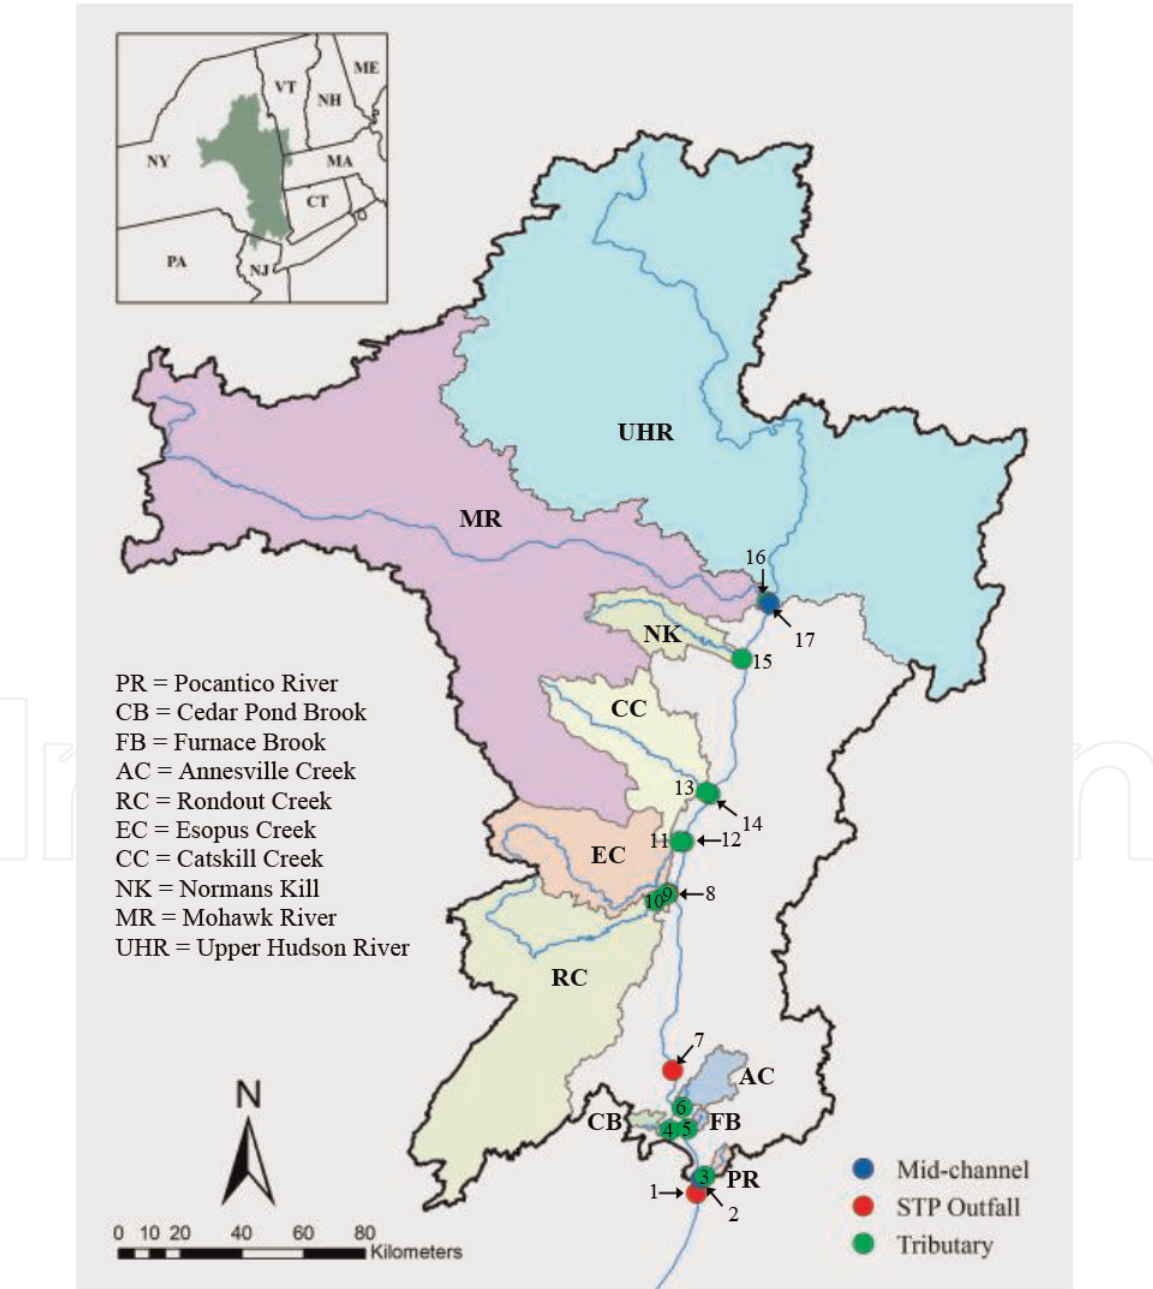 ME
VT
NH
NY
MA
CT
PA
NJ
UHR
MR
16
17
NK
15
CC
PR = Pocantico River
CB = Cedar Pond Brook
FB = Furnace Brook
AC = Annesville Creek
RC = Rondout Creek
EC = Esopus Creek
CC = Catskill Creek
NK = Normans Kill
MR = Mohawk River
UHR = Upper Hudson River
13
14
11
12
EC
10
9
8
RC
7
AC
6
CB
4
5
FB
3
PR
1
2
N
0 10 20 40 60 80
Kilometers
Mid-channel
STP Outfall
Tributary